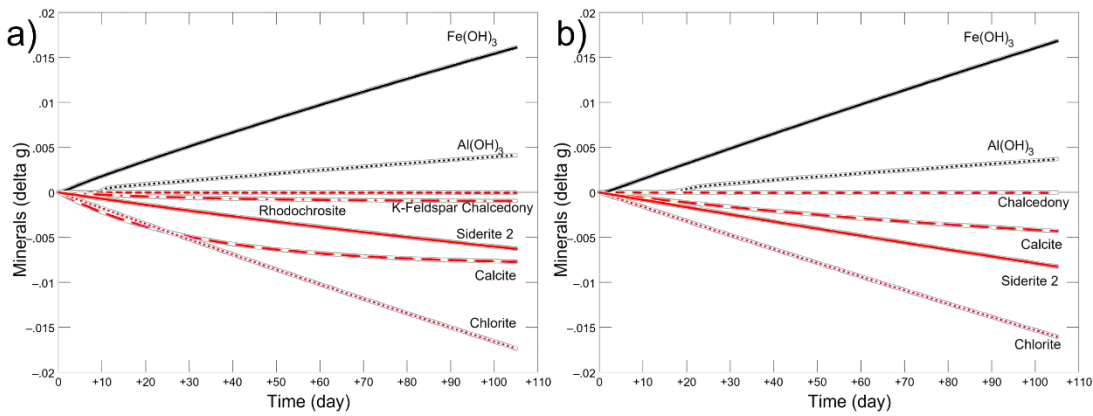 a)
Minerals (delta g)
.02
.015
.01
.005
0
−.005
−.01
−.015
−.02
Fe(OH)3
Al(OH)3
Rhodochrosite
K-Feldspar Chalcedony
Siderite 2
Calcite
Chlorite
0 +10 +20 +30 +40 +50 +60 +70 +80 +90 +100 +110
Time (day)
b)
Minerals (delta g)
.02
.015
.01
.005
0
−.005
−.01
−.015
−.02
Fe(OH)3
Al(OH)3
Chalcedony
Calcite
Siderite 2
Chlorite
0 +10 +20 +30 +40 +50 +60 +70 +80 +90 +100 +110
Time (day)